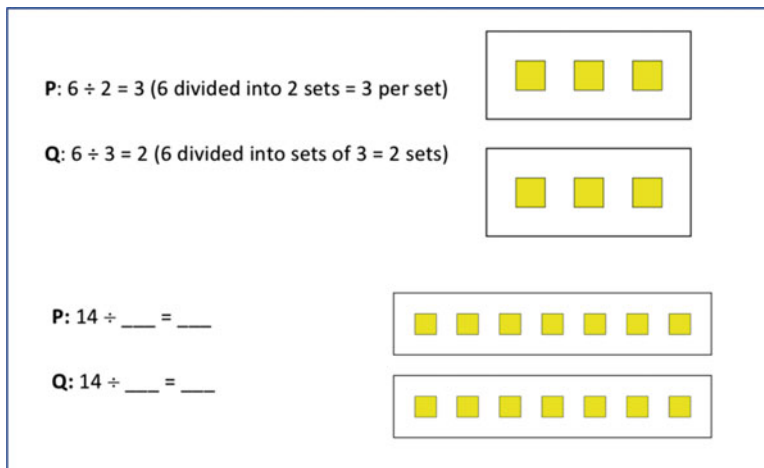 P: 6 ÷ 2 = 3 (6 divided into 2 sets = 3 per set)
Q: 6 ÷ 3 = 2 (6 divided into sets of 3 = 2 sets)
P: 14 ÷ ___ = ___
Q: 14 ÷ ___ = ___